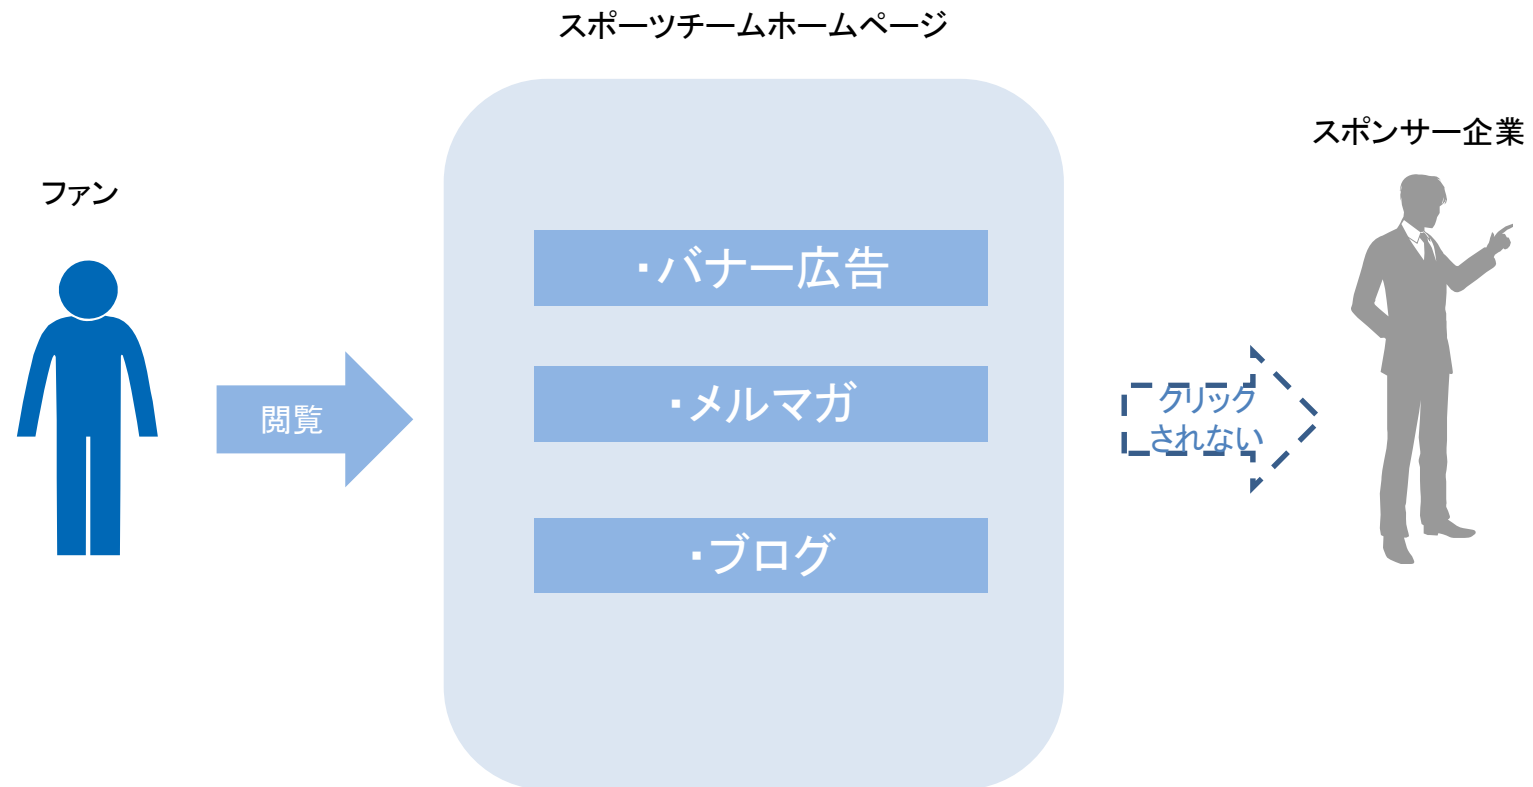 スポーツチームホームページ
スポンサー企業
ファン
・バナー広告
・メルマガ
・ブログ
閲覧
クリック
されない